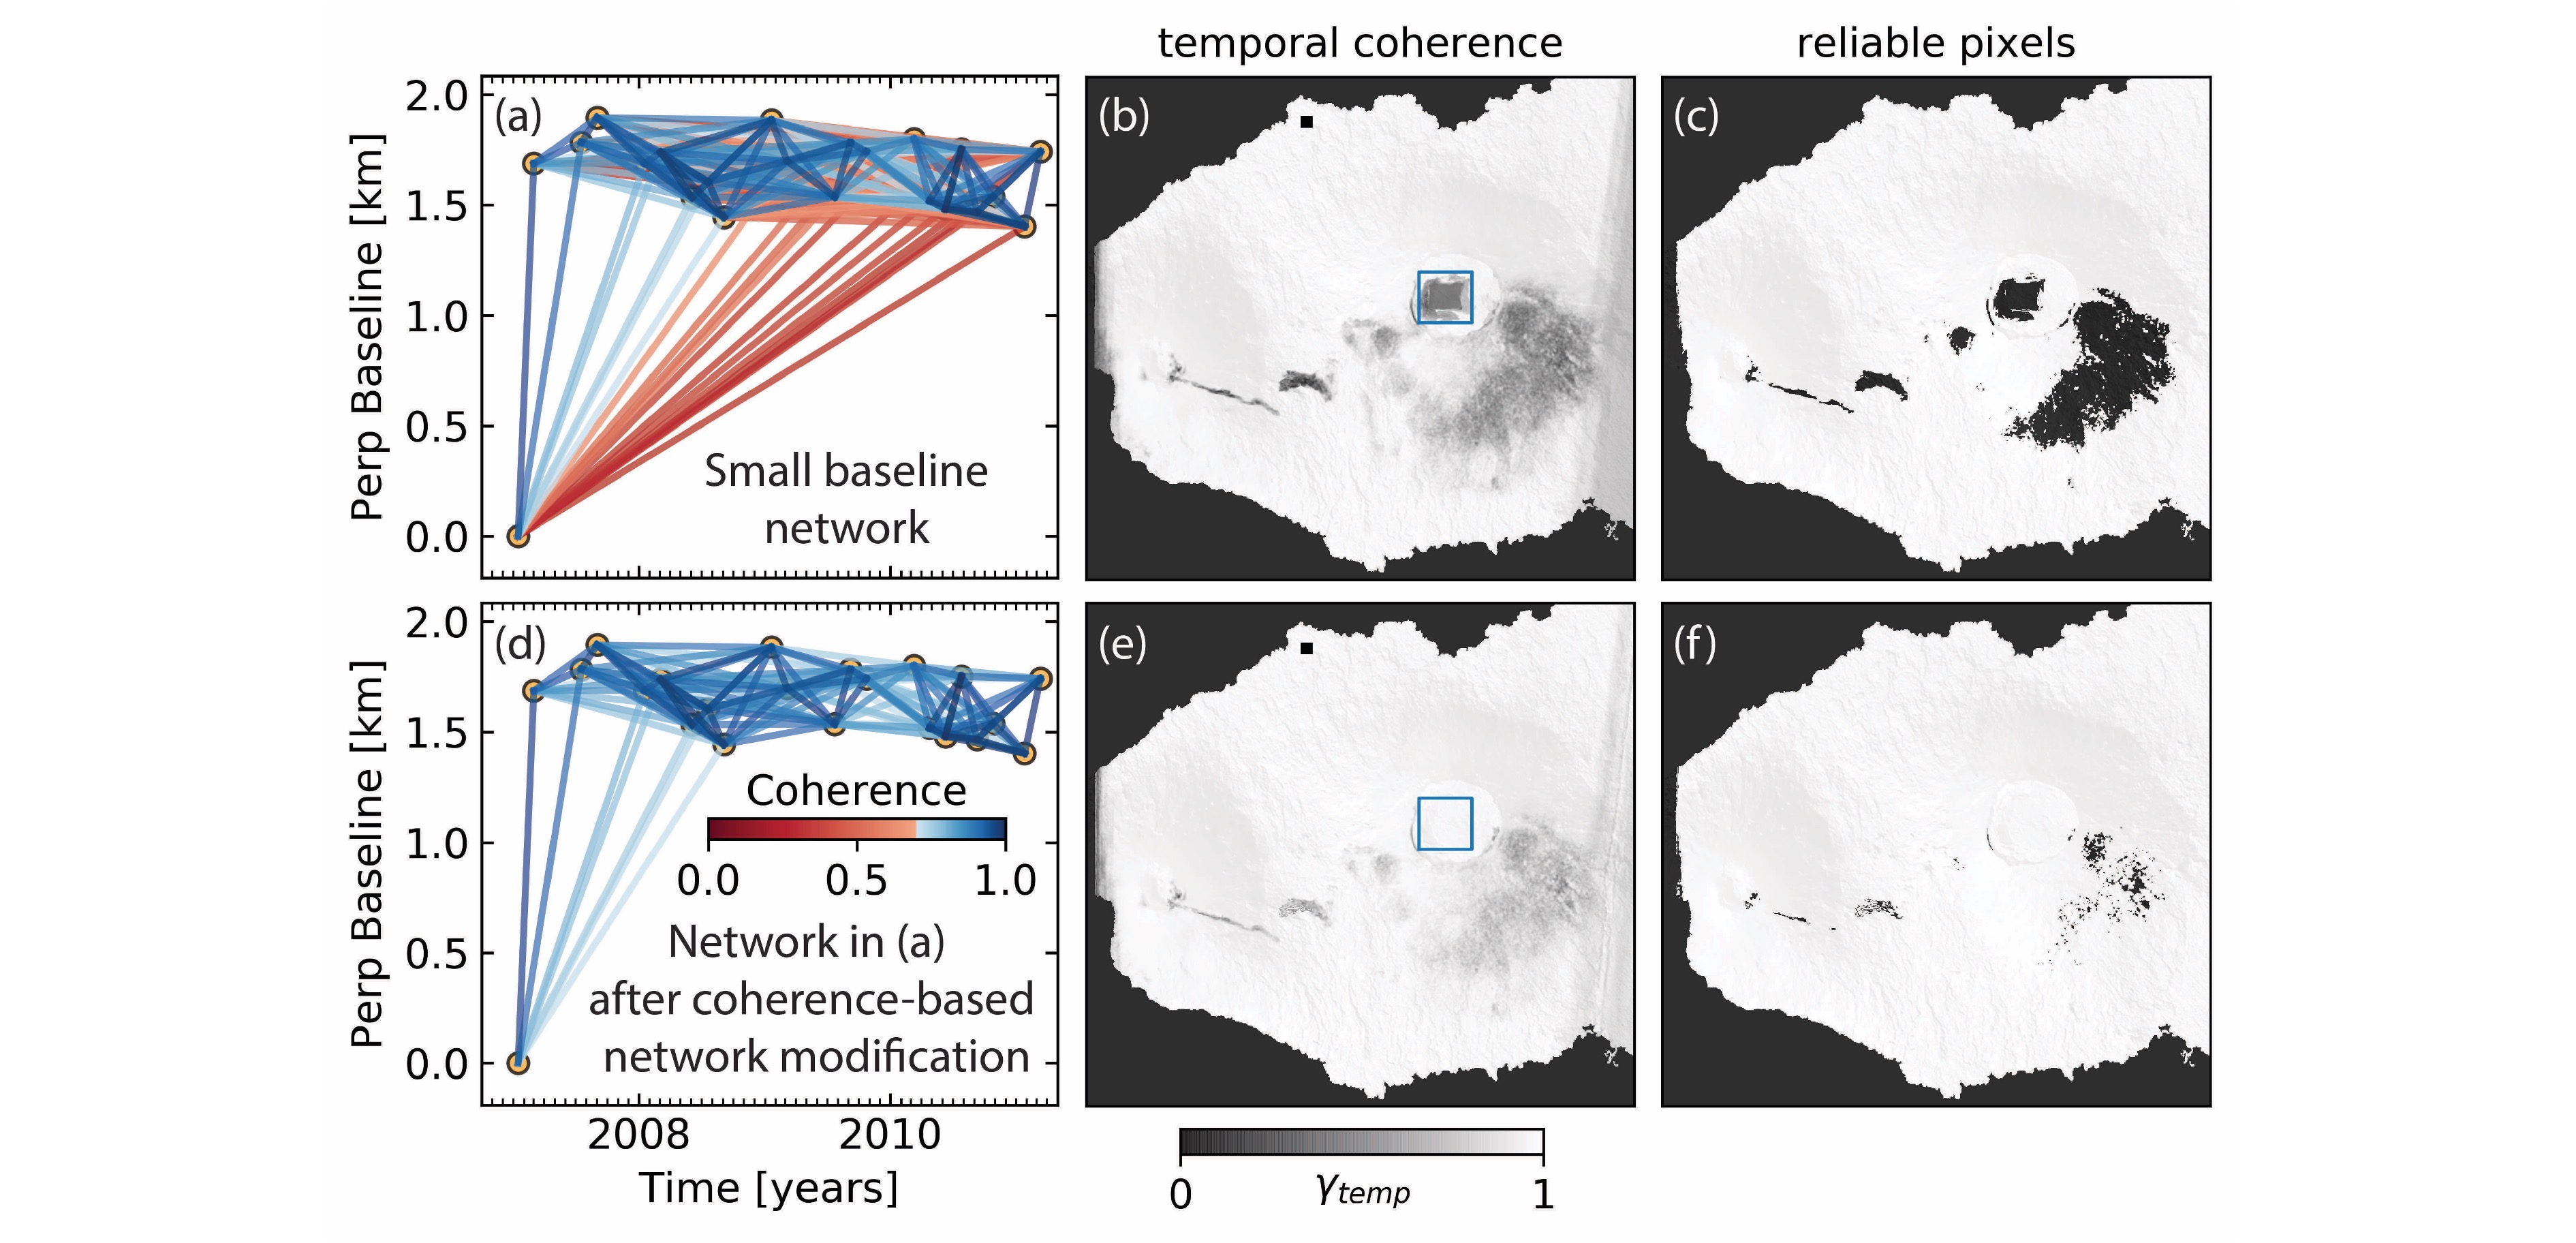 temporal coherence
reliable pixels
Perp Baseline [km]
2.0
1.5
1.0
0.5
0.0
(a)
Small baseline
network
(b)
(c)
Perp Baseline [km]
2.0
1.5
1.0
0.5
0.0
(d)
Coherence
0.0 0.5 1.0
Network in (a)
after coherence-based
network modification
(e)
(f)
2008 2010
Time [years]
0 γtemp 1